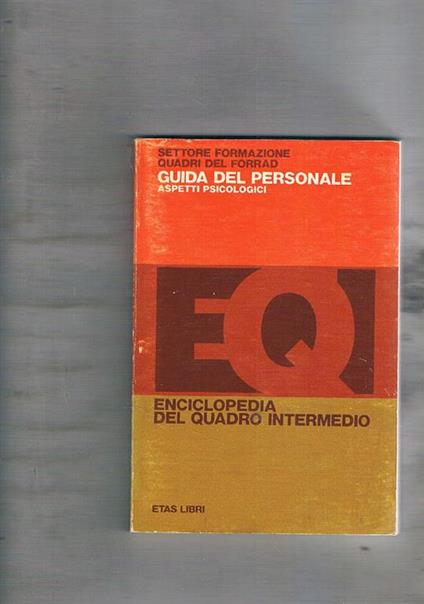 SETTORE FORMAZIONE
QUADRI DEL FORRAD
GUIDA DEL PERSONALE
ASPETTI PSICOLOGICI
EQI
ENCICLOPEDIA
DEL QUADRO INTERMEDIO
ETAS LIBRI